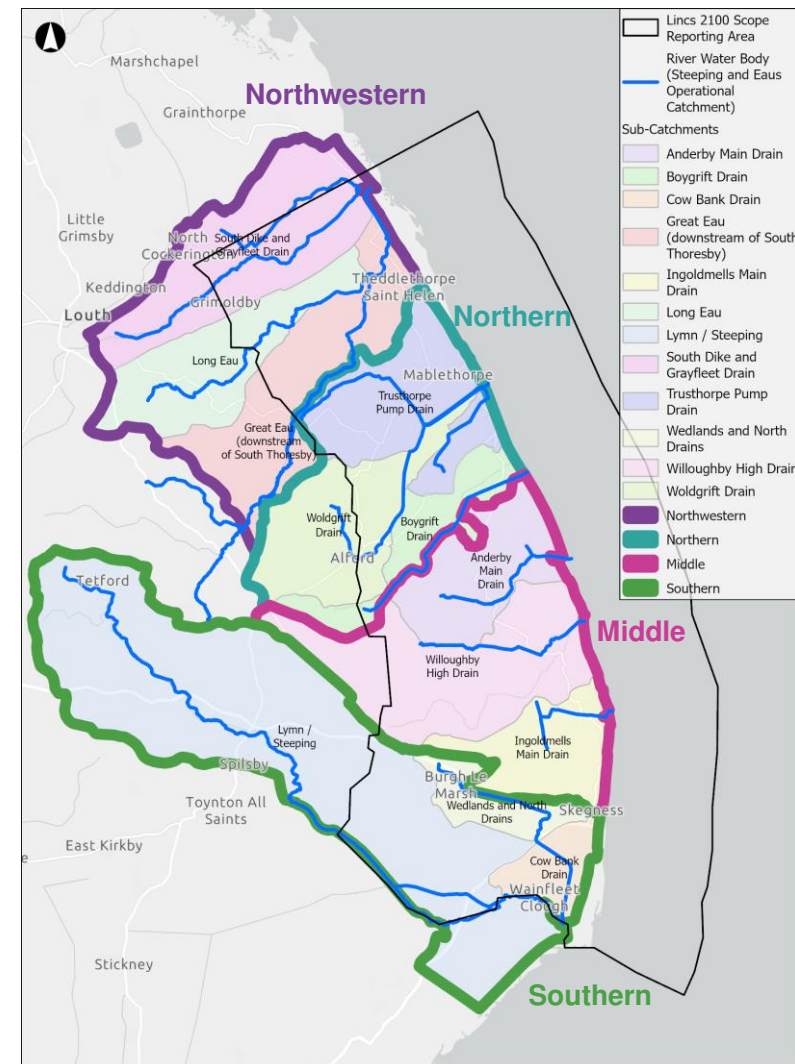 Marshchapel
Northwestern
Grainthorpe
Little
Grimsby
North
Cockerington
South Dike and
Grayfleet Drain
Keddington
Grimoldby
Theddlethorpe
Saint Helen
Louth
Northern
Long Eau
Mablethorpe
Trusthorpe
Pump Drain
Great Eau
(downstream
of South Thoresby)
Woldgrift
Drain
Boygrift
Drain
Alford
Anderby
Main
Drain
Tetford
Middle
Willoughby
High Drain
Lymn /
Steeping
Ingoldmells
Main Drain
Spilsby
Burgh Le
Marsh
Wedlands and North
Drains
Skegness
Toynton All
Saints
East Kirkby
Cow Bank
Drain
Wainfleet
Clough
Stickney
Southern
Lincs 2100 Scope
Reporting Area
River Water Body
(Steeping and Eaus
Operational
Catchment)
Sub-Catchments
Anderby Main Drain
Boygrift Drain
Cow Bank Drain
Great Eau
(downstream of South
Thoresby)
Ingoldmells Main
Drain
Long Eau
Lymn / Steeping
South Dike and
Grayfleet Drain
Trusthorpe Pump
Drain
Wedlands and North
Drains
Willoughby High Drain
Woldgrift Drain
Northwestern
Northern
Middle
Southern